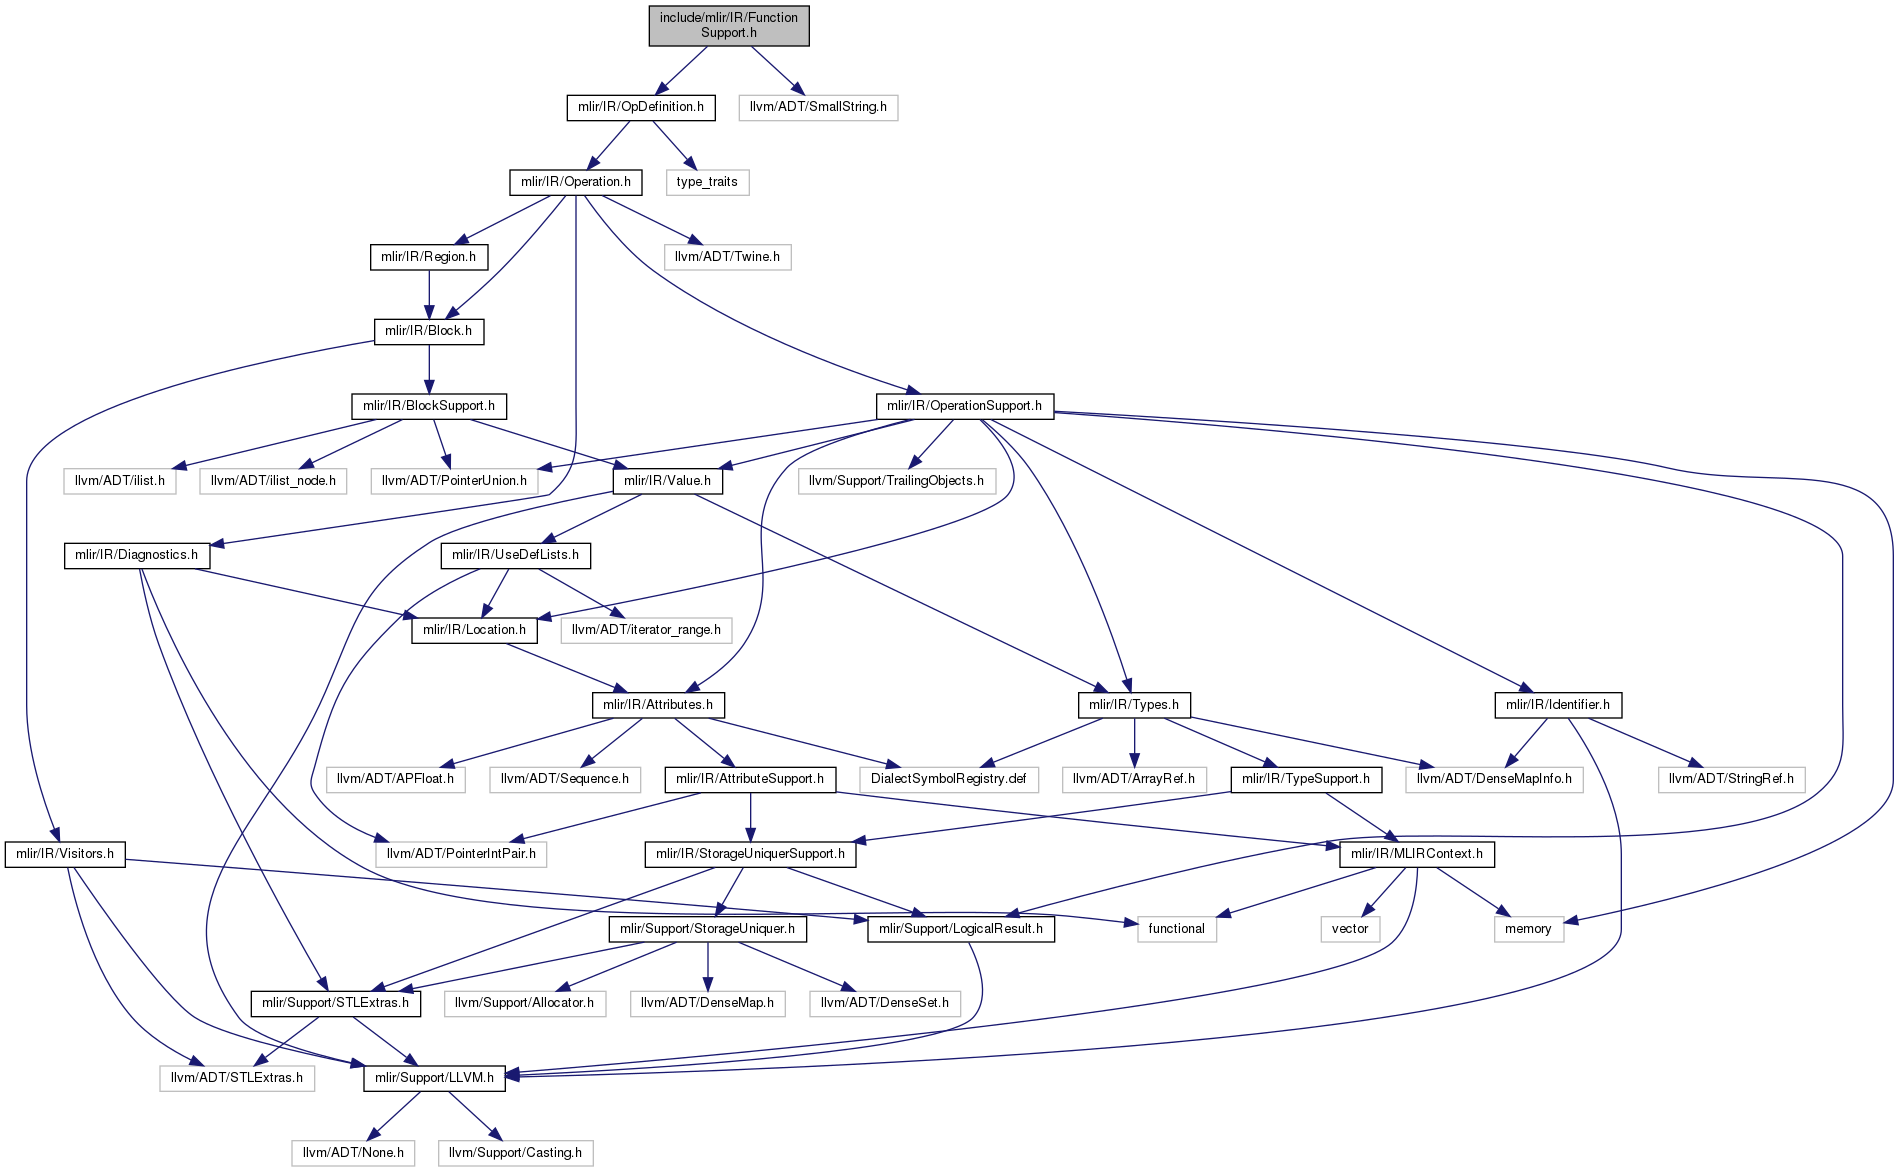 include/mlir/IR/Function
Support.h
mlir/IR/OpDefinition.h
llvm/ADT/SmallString.h
mlir/IR/Operation.h
type_traits
mlir/IR/Region.h
llvm/ADT/Twine.h
mlir/IR/Block.h
mlir/IR/BlockSupport.h
mlir/IR/OperationSupport.h
llvm/ADT/ilist.h
llvm/ADT/ilist_node.h
llvm/ADT/PointerUnion.h
mlir/IR/Value.h
llvm/Support/TrailingObjects.h
mlir/IR/Diagnostics.h
mlir/IR/UseDefLists.h
mlir/IR/Location.h
llvm/ADT/iterator_range.h
mlir/IR/Attributes.h
mlir/IR/Types.h
mlir/IR/Identifier.h
llvm/ADT/APFloat.h
llvm/ADT/Sequence.h
mlir/IR/AttributeSupport.h
DialectSymbolRegistry.def
llvm/ADT/ArrayRef.h
mlir/IR/TypeSupport.h
llvm/ADT/DenseMapInfo.h
llvm/ADT/StringRef.h
mlir/IR/Visitors.h
llvm/ADT/PointerIntPair.h
mlir/IR/StorageUniquerSupport.h
mlir/IR/MLIRContext.h
mlir/Support/StorageUniquer.h
mlir/Support/LogicalResult.h
functional
vector
memory
mlir/Support/STLExtras.h
llvm/Support/Allocator.h
llvm/ADT/DenseMap.h
llvm/ADT/DenseSet.h
llvm/ADT/STLExtras.h
mlir/Support/LLVM.h
llvm/ADT/None.h
llvm/Support/Casting.h